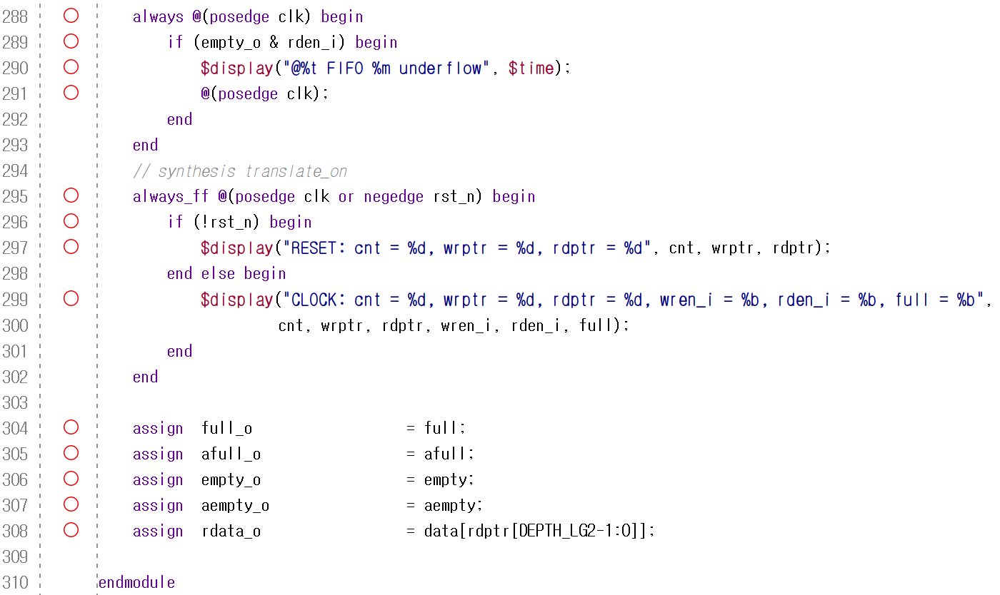 288 always @(posedge clk) begin
289 if (empty_o & rden_i) begin
290 $display("@%t FIFO %m underflow", $time);
291 @(posedge clk);
292 end
293 end
294 // synthesis translate_on
295 always_ff @(posedge clk or negedge rst_n) begin
296 if (!rst_n) begin
297 $display("RESET: cnt = %d, wrptr = %d, rdptr = %d", cnt, wrptr, rdptr);
298 end else begin
299 $display("CLOCK: cnt = %d, wrptr = %d, rdptr = %d, wren_i = %b, rden_i = %b, full = %b",
300 cnt, wrptr, rdptr, wren_i, rden_i, full);
301 end
302 end
303
304 assign full_o = full;
305 assign afull_o = afull;
306 assign empty_o = empty;
307 assign aempty_o = aempty;
308 assign rdata_o = data[rdptr[DEPTH_LG2-1:0]];
309
310 endmodule